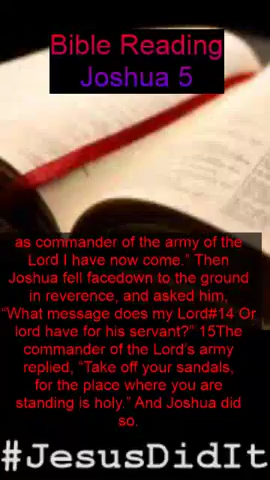 Bible Reading
Joshua 5
as commander of the army of the
Lord I have now come.” Then
Joshua fell facedown to the ground
in reverence, and asked him,
“What message does my Lord#14 Or
lord have for his servant?” 15The
commander of the Lord’s army
replied, “Take off your sandals,
for the place where you are
standing is holy.” And Joshua did
so.
#JesusDidIt